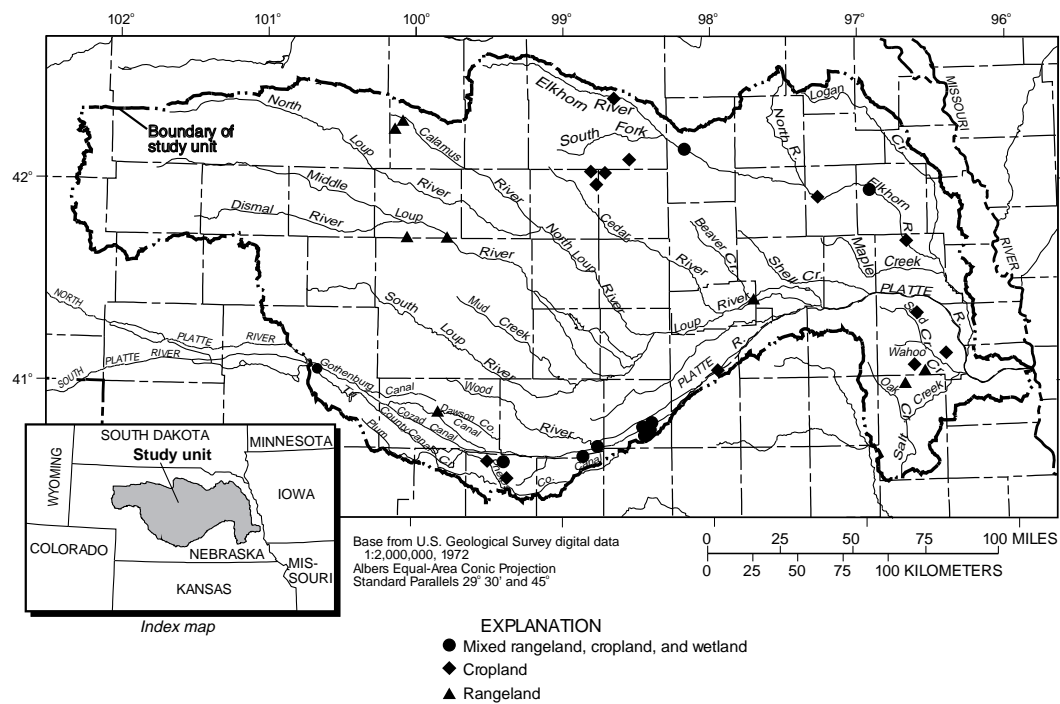 102° 101° 100° 99° 98° 97° 96°
42°
41°
Boundary of
study unit
North
Loup
River
Calamus
River
Middle
Loup
River
Dismal
River
North
Loup
River
Elkhorn River
South Fork
Cedar
River
Beaver Cr.
Shell Cr.
Maple
Creek
North R.
Logan
Cr.
Elkhorn
R.
MISSOURI
RIVER
PLATTE
R.
Loup River
PLATTE R.
South
Loup
River
Mud
Creek
NORTH
PLATTE RIVER
SOUTH
PLATTE RIVER
Gothenburg
Canal
Wood
River
Dawson Co.
Canal
Cozad Canal
County Canal
Plum
Co.
Canal
Sand
Cr.
Wahoo
Cr.
Oak
Creek
Cr.
Salt
SOUTH DAKOTA
Study unit
MINNESOTA
WYOMING
IOWA
COLORADO
NEBRASKA
MIS-
SOURI
KANSAS
Index map
Base from U.S. Geological Survey digital data
1:2,000,000, 1972
Albers Equal-Area Conic Projection
Standard Parallels 29° 30' and 45°
0 25 50 75 100 MILES
0 25 50 75 100 KILOMETERS
EXPLANATION
Mixed rangeland, cropland, and wetland
Cropland
Rangeland